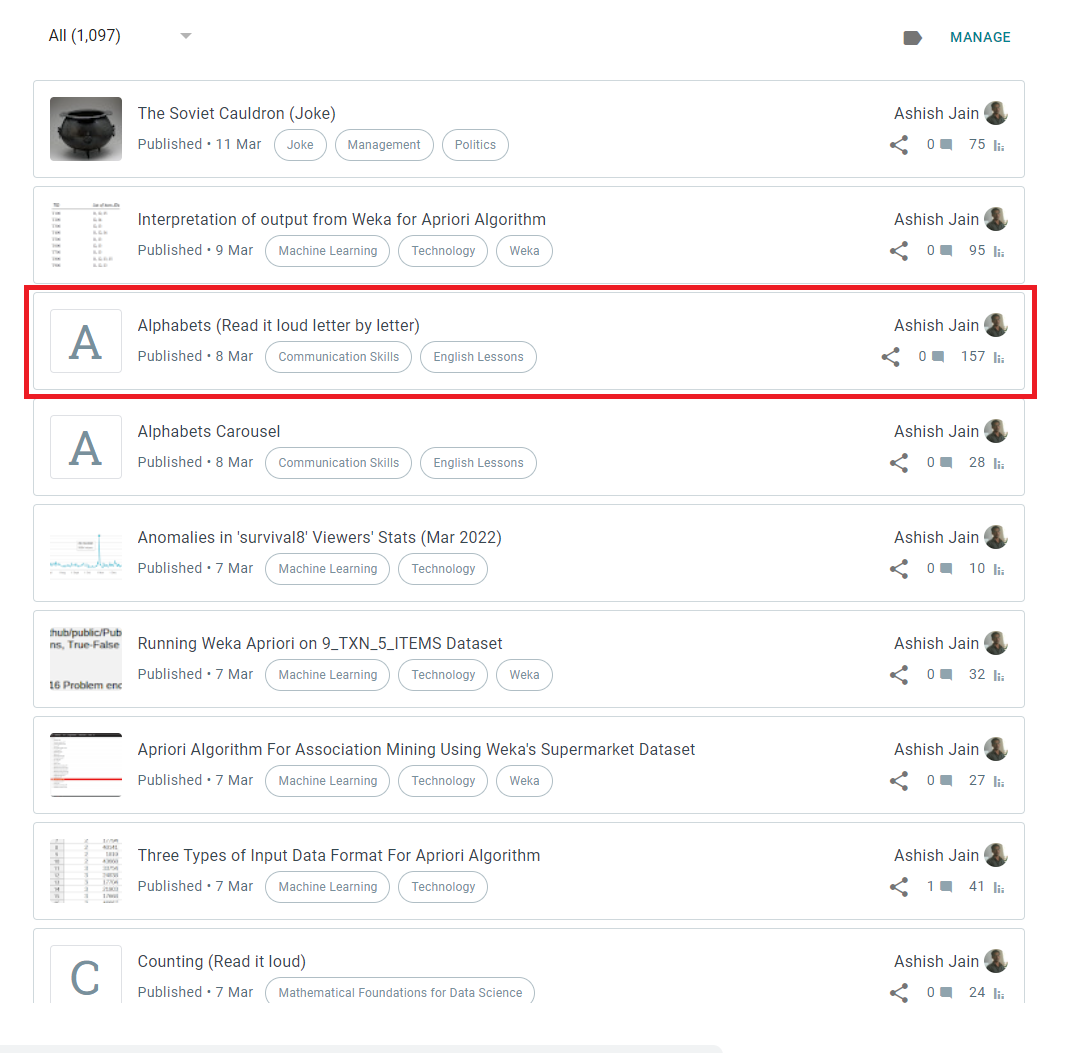 All (1,097)
MANAGE
The Soviet Cauldron (Joke)
Ashish Jain
Published • 11 Mar Joke Management Politics
0 75
Interpretation of output from Weka for Apriori Algorithm
Ashish Jain
Published • 9 Mar Machine Learning Technology Weka
0 95
A
Alphabets (Read it loud letter by letter)
Ashish Jain
Published • 8 Mar Communication Skills English Lessons
0 157
A
Alphabets Carousel
Ashish Jain
Published • 8 Mar Communication Skills English Lessons
0 28
Anomalies in 'survival8' Viewers' Stats (Mar 2022)
Ashish Jain
Published • 7 Mar Machine Learning Technology
0 10
thub/public/Pub
ns, True-False
16 Problem enc
Running Weka Apriori on 9_TXN_5_ITEMS Dataset
Ashish Jain
Published • 7 Mar Machine Learning Technology Weka
0 32
Apriori Algorithm For Association Mining Using Weka's Supermarket Dataset
Ashish Jain
Published • 7 Mar Machine Learning Technology Weka
0 27
Three Types of Input Data Format For Apriori Algorithm
Ashish Jain
Published • 7 Mar Machine Learning Technology
1 41
C
Counting (Read it loud)
Ashish Jain
Published • 7 Mar Mathematical Foundations for Data Science
0 24